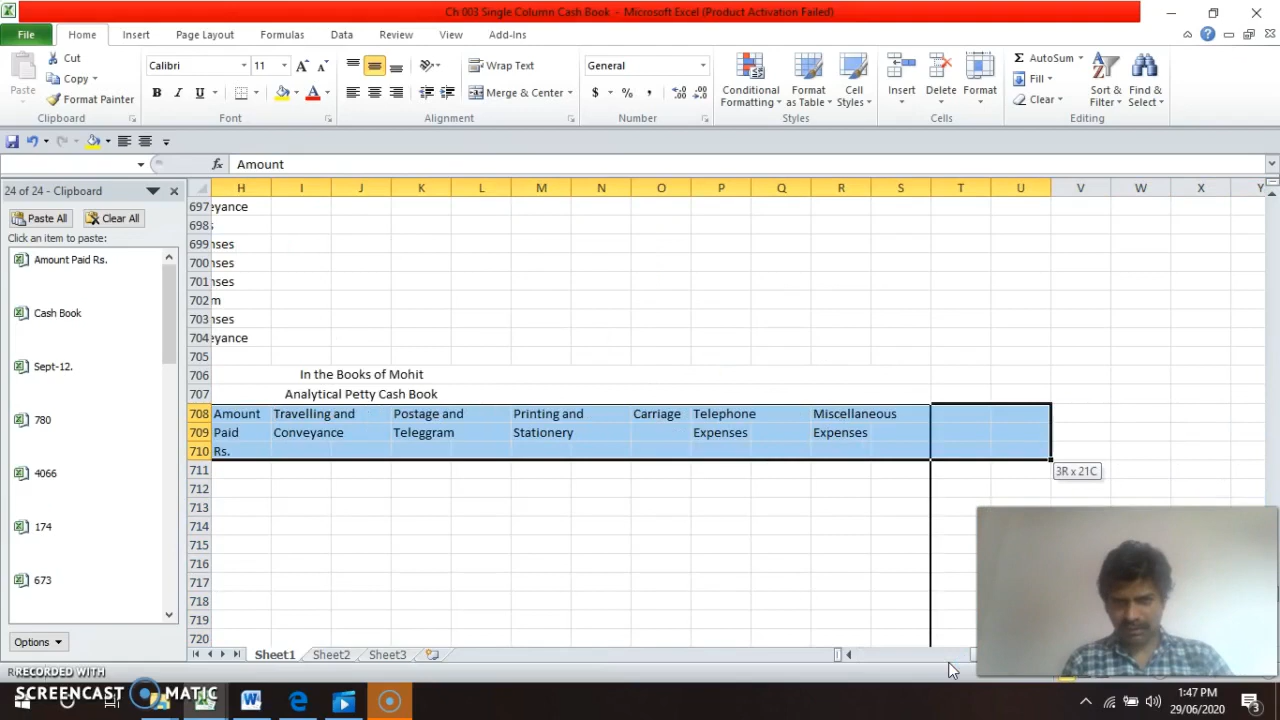 Ch 003 Single Column Cash Book - Microsoft Excel (Product Activation Failed)
File Home Insert Page Layout Formulas Data Review View Add-Ins
Paste
Cut
Copy
Format Painter
Clipboard
Calibri 11 A A
B I U A
Font
Wrap Text
Merge & Center
Alignment
General
$ % ,
Number
Conditional Formatting
Format as Table
Cell Styles
Styles
Insert Delete Format
Cells
AutoSum
Fill
Clear
Sort & Filter
Find & Select
Editing
fx Amount
24 of 24 - Clipboard
Paste All Clear All
Click an item to paste:
Amount Paid Rs.
Cash Book
Sept-12.
780
4066
174
673
Options
H I J K L M N O P Q R S T U V W X Y
697 eyance
698 s
699 nses
700 nses
701 nses
702 m
703 nses
704 eyance
705
706 In the Books of Mohit
707 Analytical Petty Cash Book
708 Amount Travelling and Postage and Printing and Carriage Telephone Miscellaneous
709 Paid Conveyance Teleggram Stationery Expenses Expenses
710 Rs.
711
3R x 21C
712
713
714
715
716
717
718
719
720
Sheet1 Sheet2 Sheet3
RECORDED WITH
SCREENCAST MATIC
1:47 PM
29/06/2020
3